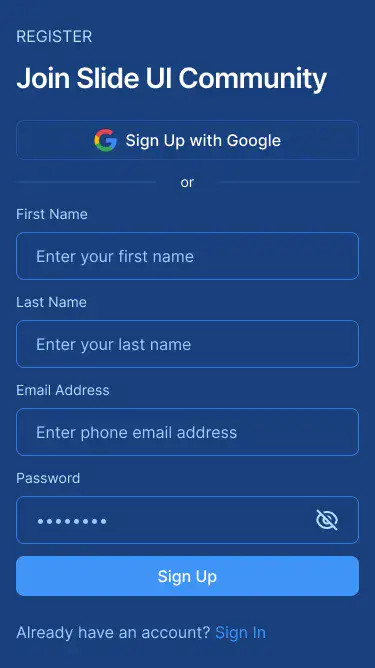 REGISTER
Join Slide UI Community
Sign Up with Google
or
First Name
Enter your first name
Last Name
Enter your last name
Email Address
Enter phone email address
Password
••••••••
Sign Up
Already have an account? Sign In